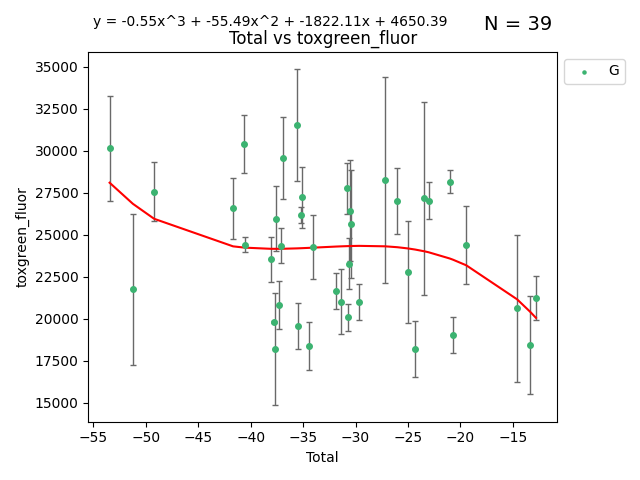 y = -0.55x^3 + -55.49x^2 + -1822.11x + 4650.39
N = 39
Total vs toxgreen_fluor
G
35000
32500
30000
27500
25000
22500
20000
17500
15000
toxgreen_fluor
−55 −50 −45 −40 −35 −30 −25 −20 −15
Total